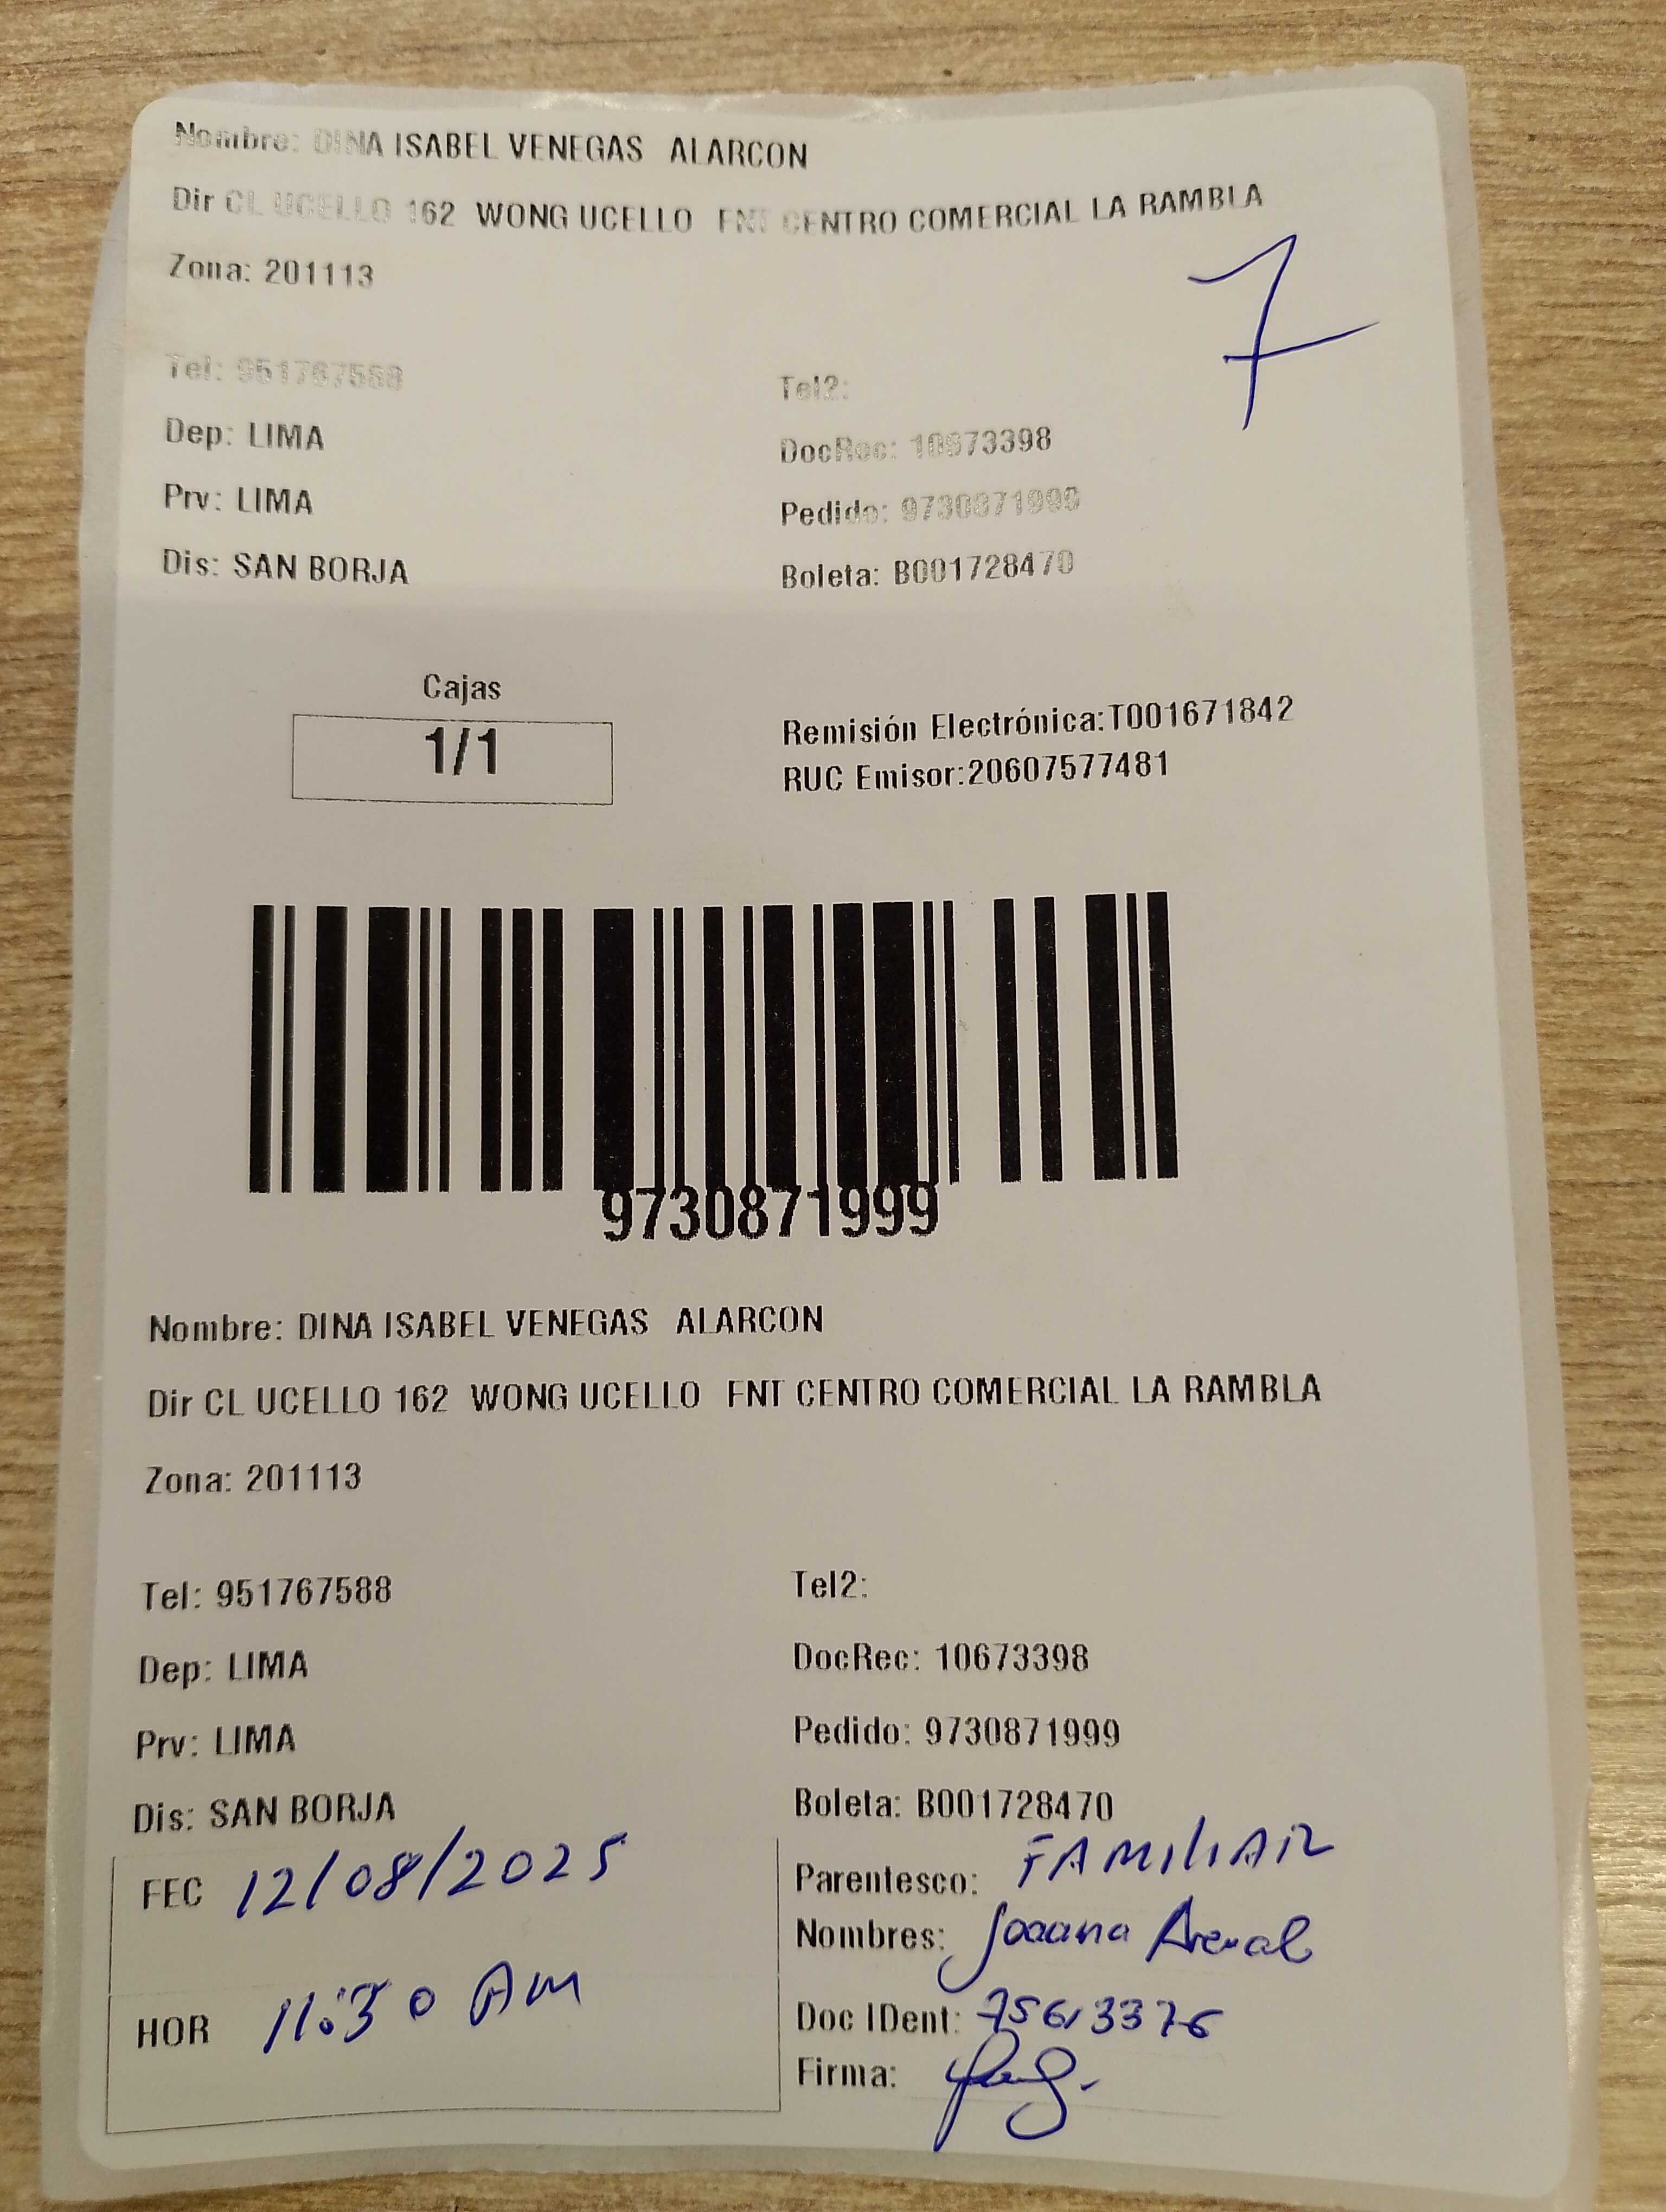 Nombre: DINA ISABEL VENEGAS ALARCON
Dir CL UCELLO 162 WONG UCELLO FNT CENTRO COMERCIAL LA RAMBLA
Zona: 201113
7
Tel: 951767588 Tel2:
Dep: LIMA DocRec: 10673398
Prv: LIMA Pedido: 9730871999
Dis: SAN BORJA Boleta: B001728470
Cajas
1/1
Remisión Electrónica:T001671842
RUC Emisor:20607577481
9730871999
Nombre: DINA ISABEL VENEGAS ALARCON
Dir CL UCELLO 162 WONG UCELLO FNT CENTRO COMERCIAL LA RAMBLA
Zona: 201113
Tel: 951767588 Tel2:
Dep: LIMA DocRec: 10673398
Prv: LIMA Pedido: 9730871999
Dis: SAN BORJA Boleta: B001728470
FEC 12/08/2025
HOR 11:30 AM
Parentesco: FAMILIAR
Nombres: Arenal
Doc IDent: 75613376
Firma: